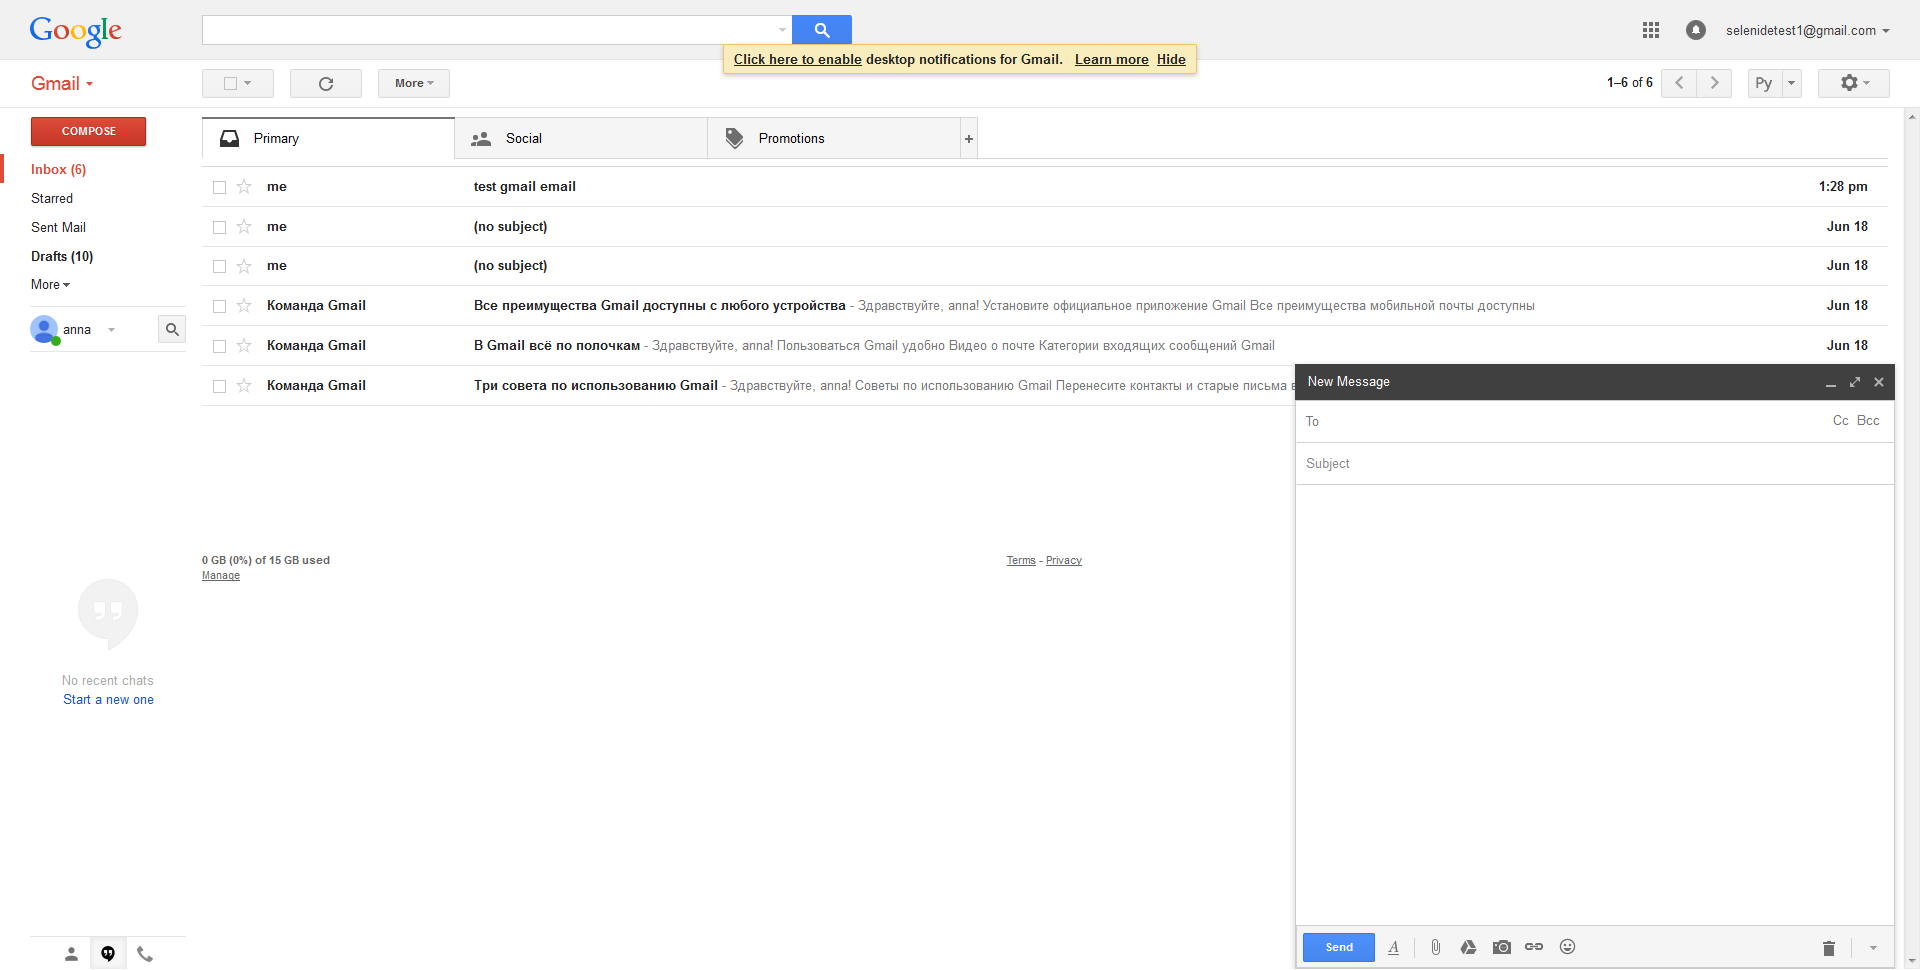 Google
selenidetest1@gmail.com
Click here to enable desktop notifications for Gmail. Learn more Hide
Gmail
More
1–6 of 6
Ру
COMPOSE
Primary
Social
Promotions
+
Inbox (6)
Starred
Sent Mail
Drafts (10)
More
anna
me test gmail email 1:28 pm
me (no subject) Jun 18
me (no subject) Jun 18
Команда Gmail Все преимущества Gmail доступны с любого устройства - Здравствуйте, anna! Установите официальное приложение Gmail Все преимущества мобильной почты доступны Jun 18
Команда Gmail В Gmail всё по полочкам - Здравствуйте, anna! Пользоваться Gmail удобно Видео о почте Категории входящих сообщений Gmail Jun 18
Команда Gmail Три совета по использованию Gmail - Здравствуйте, anna! Советы по использованию Gmail Перенесите контакты и старые письма в
New Message
To Cc Bcc
Subject
0 GB (0%) of 15 GB used
Manage
Terms - Privacy
No recent chats
Start a new one
Send
A